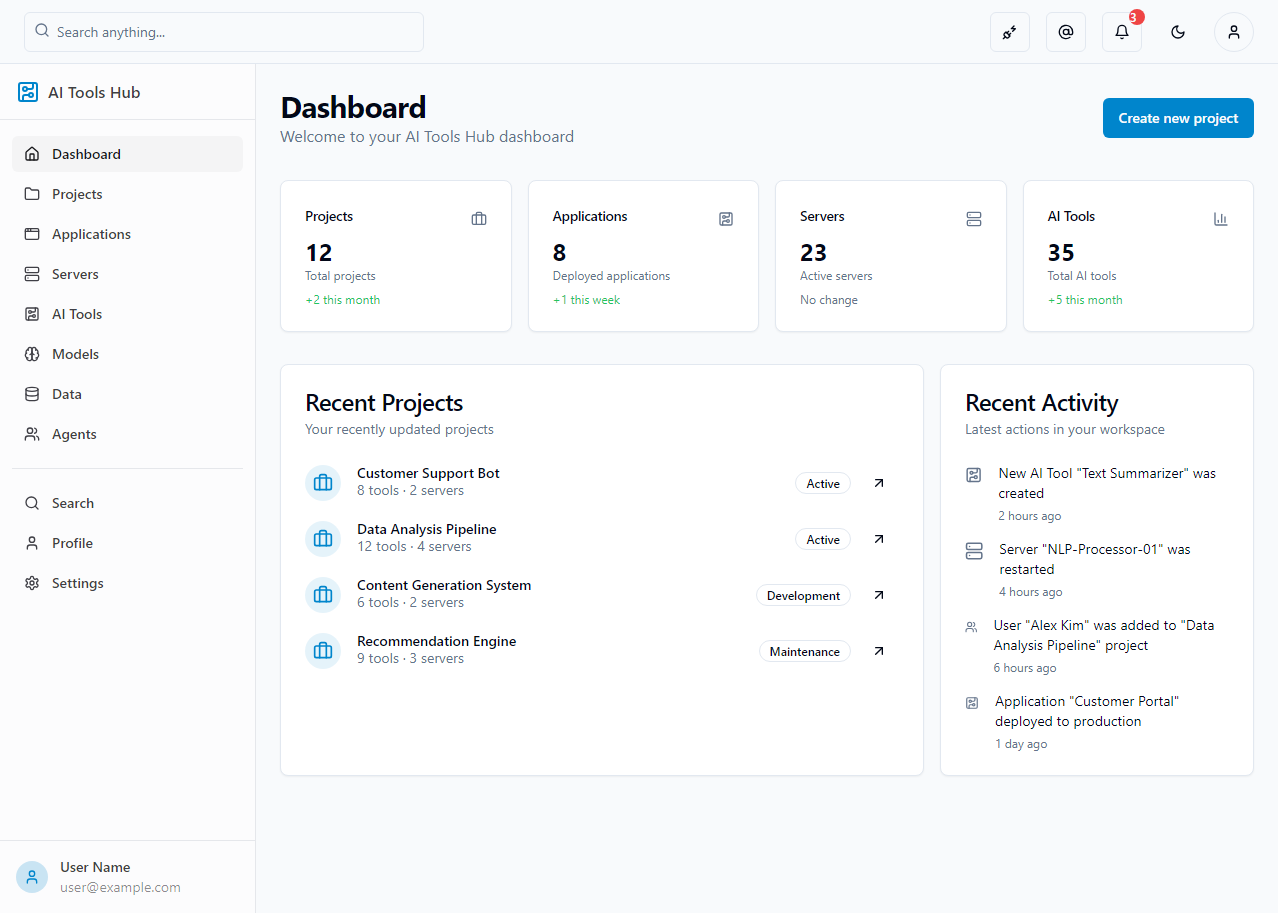 Search anything...
3
AI Tools Hub
Dashboard
Projects
Applications
Servers
AI Tools
Models
Data
Agents
Search
Profile
Settings
User Name
user@example.com
Dashboard
Welcome to your AI Tools Hub dashboard
Create new project
Projects
12
Total projects
+2 this month
Applications
8
Deployed applications
+1 this week
Servers
23
Active servers
No change
AI Tools
35
Total AI tools
+5 this month
Recent Projects
Your recently updated projects
Customer Support Bot
8 tools · 2 servers
Active
Data Analysis Pipeline
12 tools · 4 servers
Active
Content Generation System
6 tools · 2 servers
Development
Recommendation Engine
9 tools · 3 servers
Maintenance
Recent Activity
Latest actions in your workspace
New AI Tool "Text Summarizer" was
created
2 hours ago
Server "NLP-Processor-01" was
restarted
4 hours ago
User "Alex Kim" was added to "Data
Analysis Pipeline" project
6 hours ago
Application "Customer Portal"
deployed to production
1 day ago